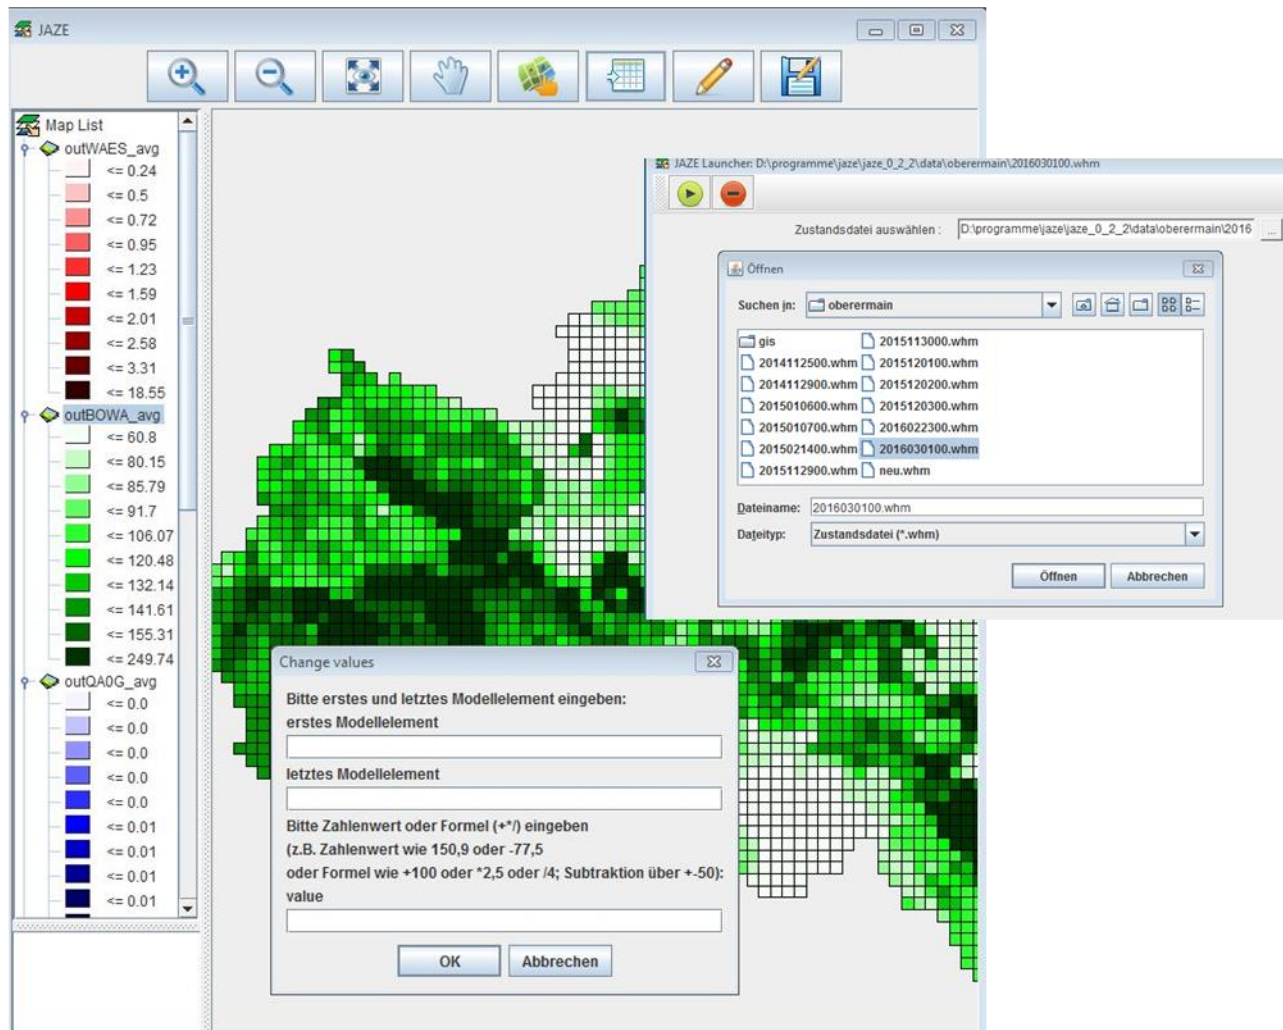 JAZE
Map List
outWAES_avg
<= 0.24
<= 0.5
<= 0.72
<= 0.95
<= 1.23
<= 1.59
<= 2.01
<= 2.58
<= 3.31
<= 18.55
outBOWA_avg
<= 60.8
<= 80.15
<= 85.79
<= 91.7
<= 106.07
<= 120.48
<= 132.14
<= 141.61
<= 155.31
<= 249.74
outQA0G_avg
<= 0.0
<= 0.0
<= 0.0
<= 0.0
<= 0.0
<= 0.01
<= 0.01
<= 0.01
<= 0.01
JAZE Launcher: D:\programme\jaze\jaze_0_2_2\data\oberermain\2016030100.whm
Zustandsdatei auswählen : D:\programme\jaze\jaze_0_2_2\data\oberermain\2016 ...
Öffnen
Suchen in: oberermain
gis 2015113000.whm
2014112500.whm 2015120100.whm
2014112900.whm 2015120200.whm
2015010600.whm 2015120300.whm
2015010700.whm 2016022300.whm
2015021400.whm 2016030100.whm
2015112900.whm neu.whm
Dateiname: 2016030100.whm
Dateityp: Zustandsdatei (*.whm)
Öffnen Abbrechen
Change values
Bitte erstes und letztes Modellelement eingeben:
erstes Modellelement
letztes Modellelement
Bitte Zahlenwert oder Formel (+*/) eingeben
(z.B. Zahlenwert wie 150,9 oder -77,5
oder Formel wie +100 oder *2,5 oder /4; Subtraktion über +-50):
value
OK Abbrechen